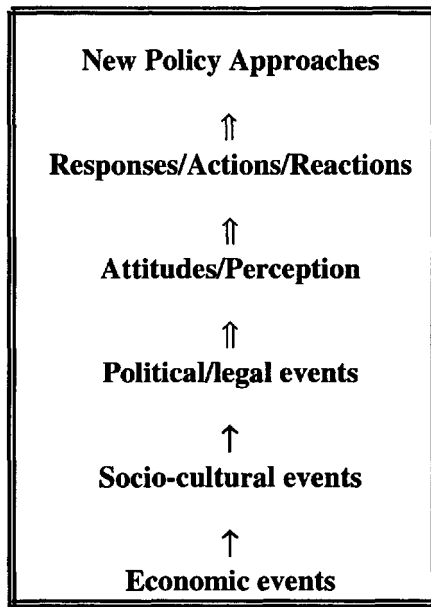 New Policy Approaches
⇑
Responses/Actions/Reactions
⇑
Attitudes/Perception
⇑
Political/legal events
↑
Socio-cultural events
↑
Economic events